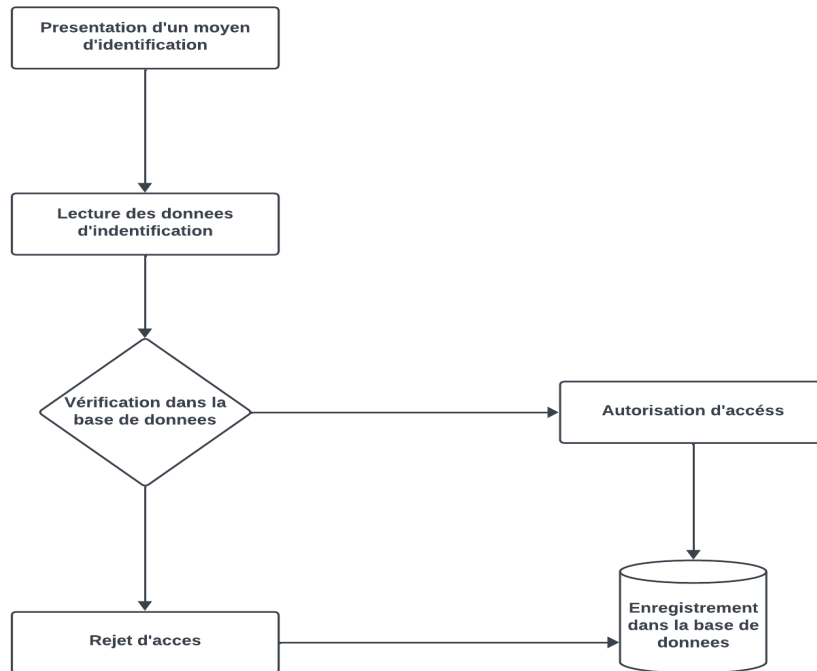 Presentation d'un moyen
d'identification
Lecture des donnees
d'indentification
Vérification dans la
base de donnees
Autorisation d'accéss
Rejet d'acces
Enregistrement
dans la base de
donnees